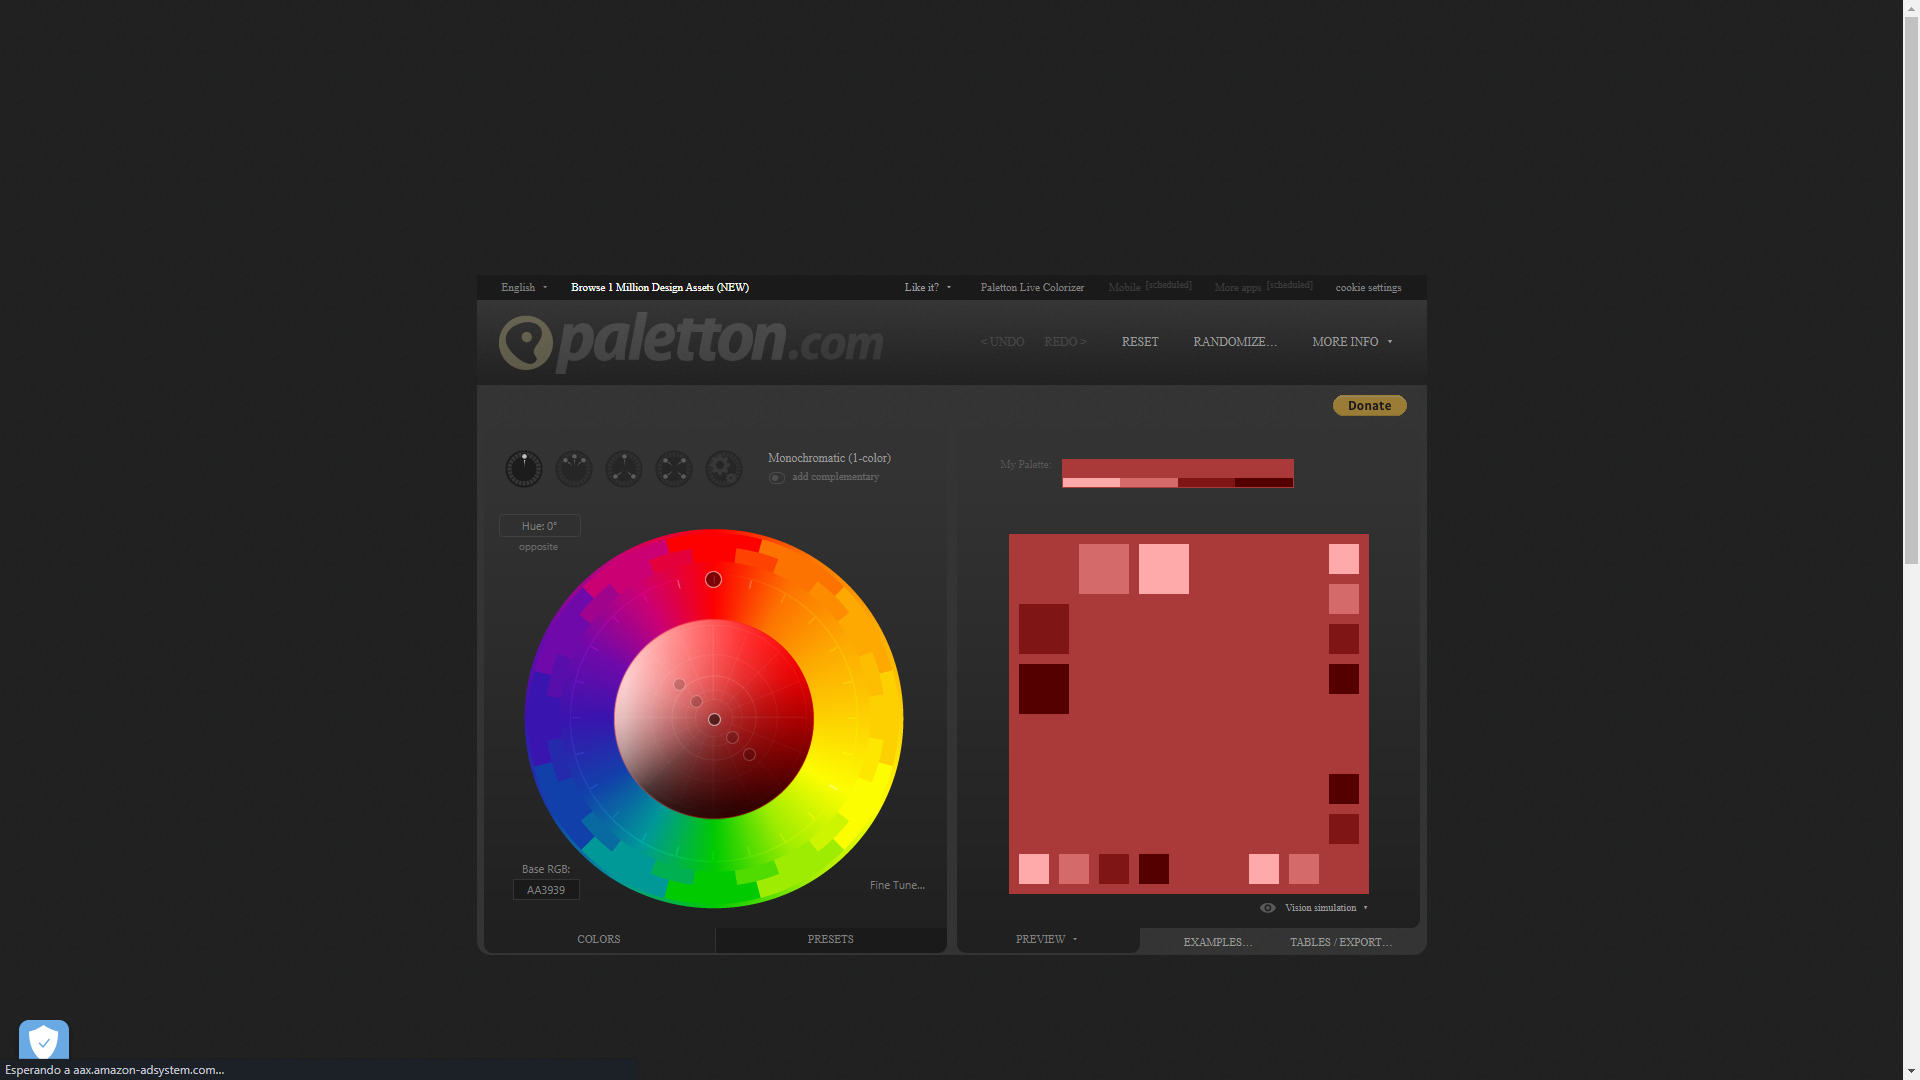 English
Browse 1 Million Design Assets (NEW)
Like it?
Paletton Live Colorizer
Mobile [scheduled]
More apps [scheduled]
cookie settings
paletton.com
< UNDO
REDO >
RESET
RANDOMIZE...
MORE INFO
Donate
Monochromatic (1-color)
add complementary
My Palette:
Hue: 0°
opposite
Base RGB:
AA3939
Fine Tune...
Vision simulation
COLORS
PRESETS
PREVIEW
EXAMPLES...
TABLES / EXPORT...
Esperando a aax.amazon-adsystem.com...